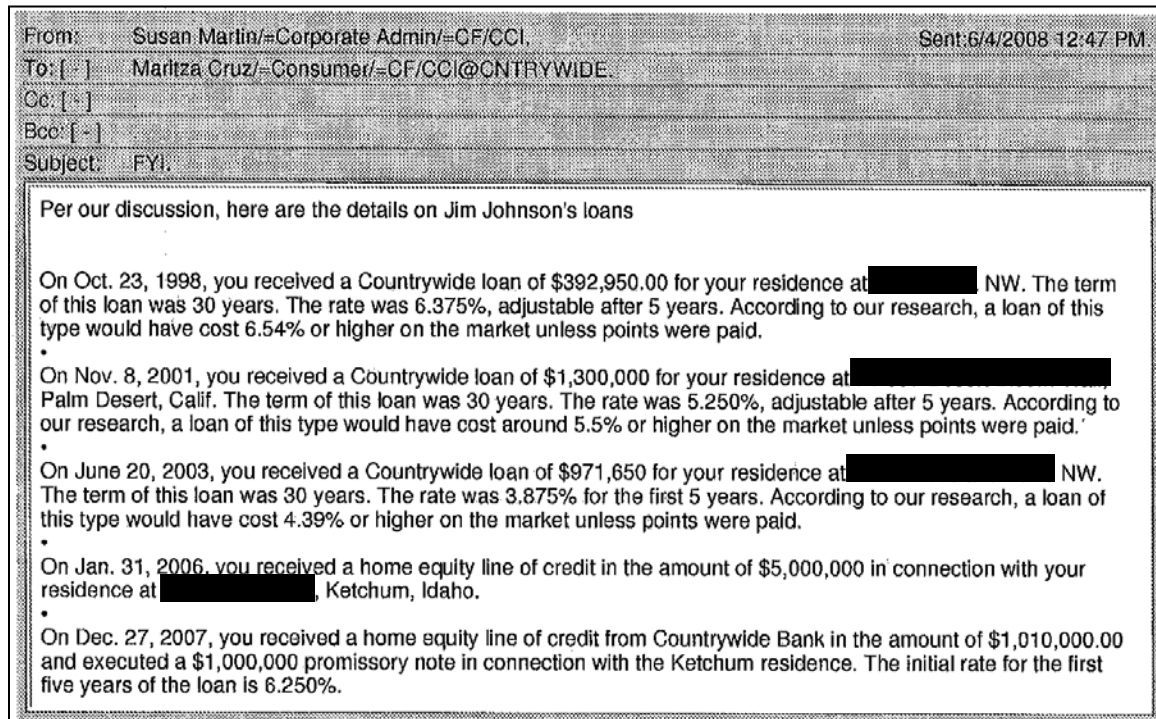 From: Susan Martin/=Corporate Admin/=CF/CCI. Sent:6/4/2008 12:47 PM.
To: [ - ] Maritza Cruz/=Consumer/=CF/CCI@CNTRYWIDE.
Cc: [ - ]
Bcc: [ - ]
Subject: FYI.
Per our discussion, here are the details on Jim Johnson's loans
On Oct. 23, 1998, you received a Countrywide loan of $392,950.00 for your residence at NW. The term
of this loan was 30 years. The rate was 6.375%, adjustable after 5 years. According to our research, a loan of this
type would have cost 6.54% or higher on the market unless points were paid.
•
On Nov. 8, 2001, you received a Countrywide loan of $1,300,000 for your residence at
Palm Desert, Calif. The term of this loan was 30 years. The rate was 5.250%, adjustable after 5 years. According to
our research, a loan of this type would have cost around 5.5% or higher on the market unless points were paid.
•
On June 20, 2003, you received a Countrywide loan of $971,650 for your residence at NW.
The term of this loan was 30 years. The rate was 3.875% for the first 5 years. According to our research, a loan of
this type would have cost 4.39% or higher on the market unless points were paid.
•
On Jan. 31, 2006, you received a home equity line of credit in the amount of $5,000,000 in connection with your
residence at , Ketchum, Idaho.
•
On Dec. 27, 2007, you received a home equity line of credit from Countrywide Bank in the amount of $1,010,000.00
and executed a $1,000,000 promissory note in connection with the Ketchum residence. The initial rate for the first
five years of the loan is 6.250%.